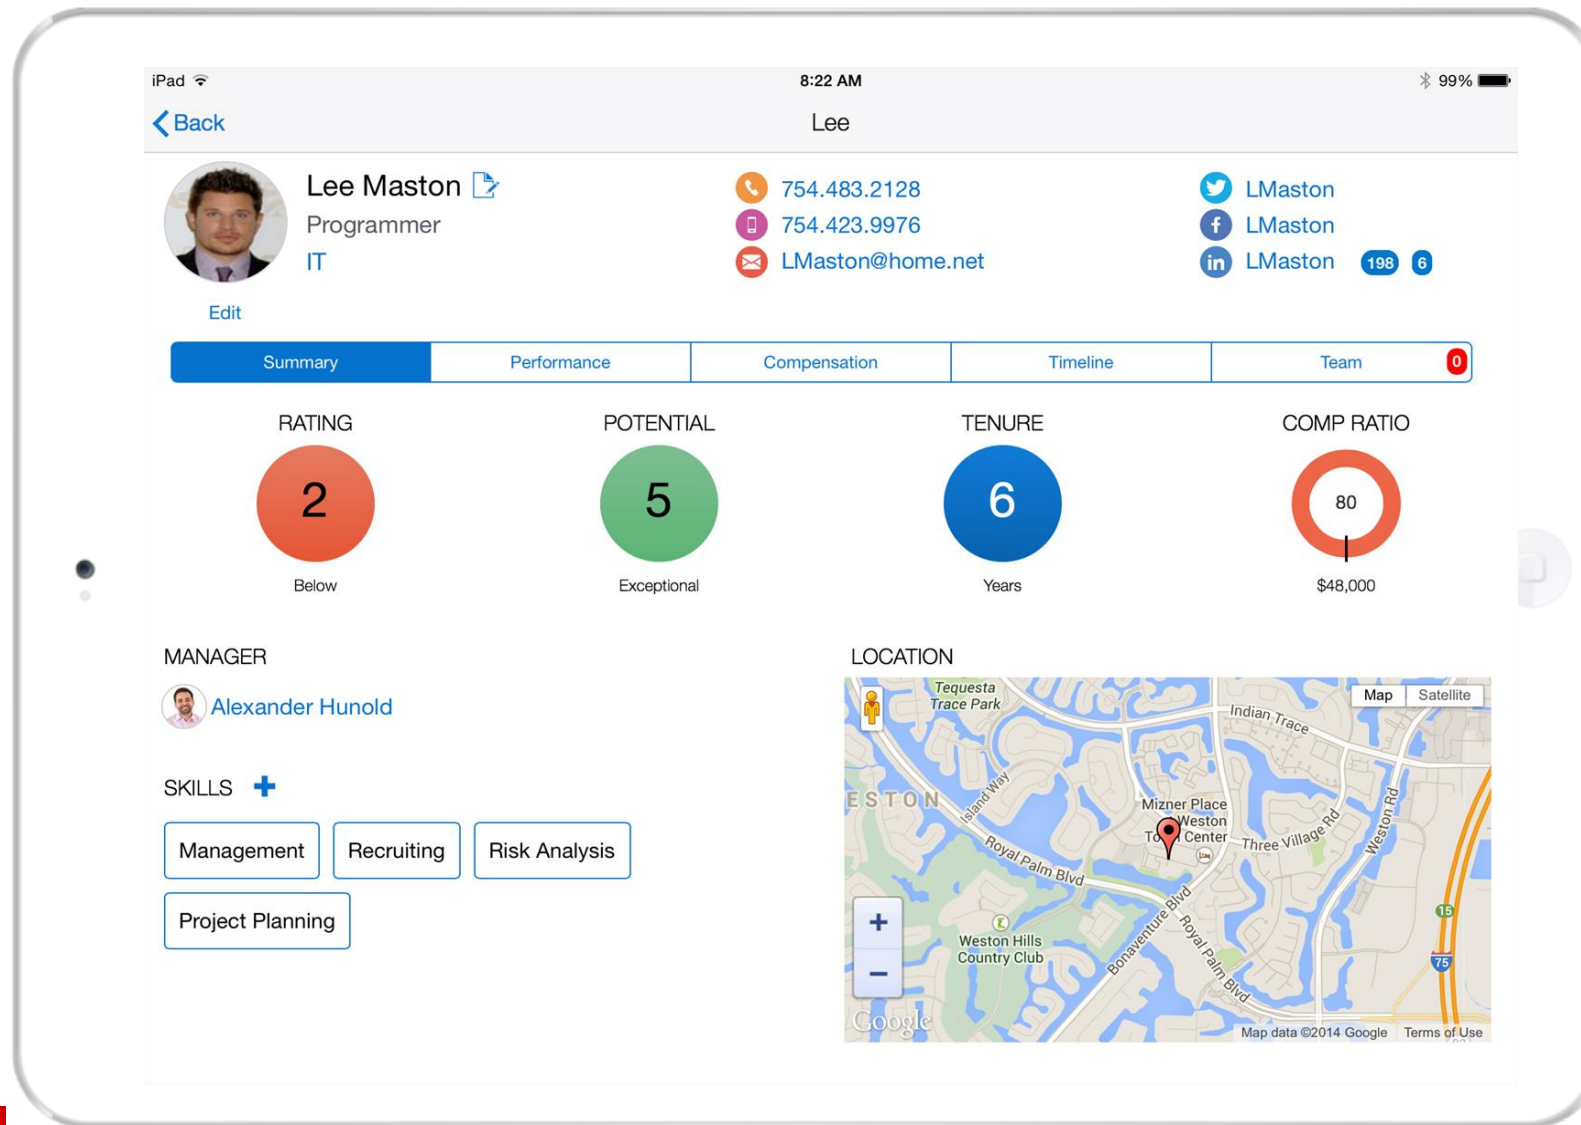 iPad 8:22 AM 99%
Back Lee
Lee Maston
Programmer
IT
Edit
754.483.2128
754.423.9976
LMaston@home.net
LMaston
LMaston
LMaston 198 6
Summary Performance Compensation Timeline Team 0
RATING POTENTIAL TENURE COMP RATIO
2 5 6 80
Below Exceptional Years $48,000
MANAGER
Alexander Hunold
SKILLS
Management Recruiting Risk Analysis
Project Planning
LOCATION
Tequesta
Trace Park
Map Satellite
Indian Trace
ESTON
Island Way
Mizner Place
Weston
Center
Three Village Rd
Weston Rd
Royal Palm Blvd
Weston Hills
Country Club
Bonaventure Blvd
Royal Palm Blvd
15
75
+
−
Google
Map data ©2014 Google Terms of Use